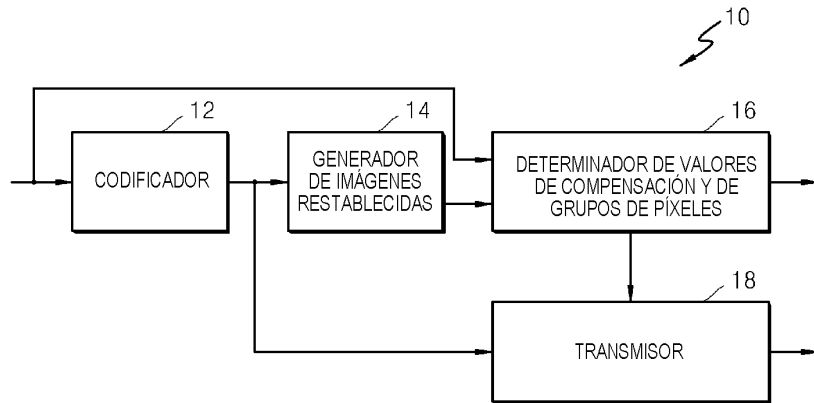 10
12
14
16
CODIFICADOR
GENERADOR
DE IMÁGENES
RESTABLECIDAS
DETERMINADOR DE VALORES
DE COMPENSACIÓN Y DE
GRUPOS DE PÍXELES
18
TRANSMISOR